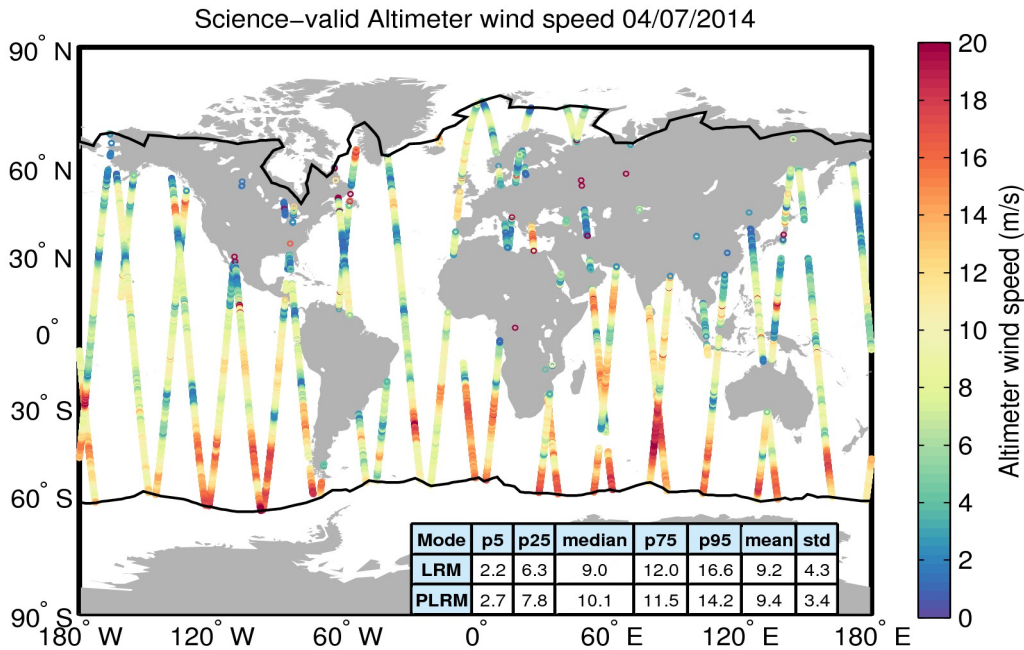 Science−valid Altimeter wind speed 04/07/2014
90° N
60° N
30° N
0°
30° S
60° S
90° S
180° W
120° W
60° W
0°
60° E
120° E
180° E
Mode p5 p25 median p75 p95 mean std
LRM 2.2 6.3 9.0 12.0 16.6 9.2 4.3
PLRM 2.7 7.8 10.1 11.5 14.2 9.4 3.4
20
18
16
14
12
10
8
6
4
2
0
Altimeter wind speed (m/s)